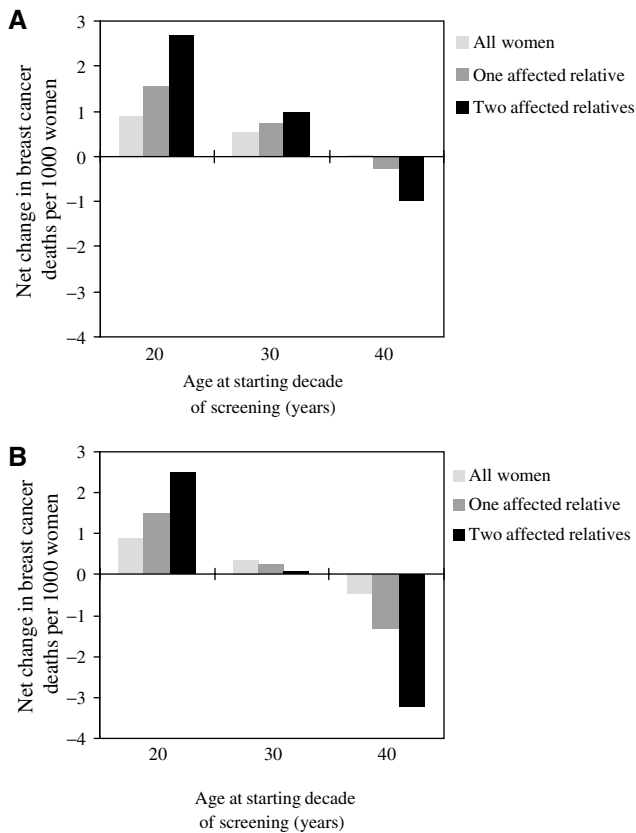 A
Net change in breast cancer
deaths per 1000 women
3
2
1
0
−1
−2
−3
−4
20
30
40
Age at starting decade
of screening (years)
All women
One affected relative
Two affected relatives
B
Net change in breast cancer
deaths per 1000 women
3
2
1
0
−1
−2
−3
−4
20
30
40
Age at starting decade
of screening (years)
All women
One affected relative
Two affected relatives